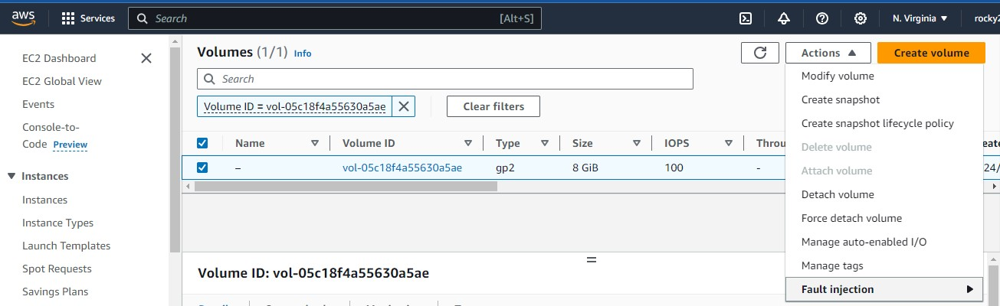 aws Services Search [Alt+S] N. Virginia rocky2
EC2 Dashboard
EC2 Global View
Events
Console-to-
Code Preview
Instances
Instances
Instance Types
Launch Templates
Spot Requests
Savings Plans
Volumes (1/1) Info
Actions
Create volume
Search
Volume ID = vol-05c18f4a55630a5ae
Clear filters
Name Volume ID Type Size IOPS Throu
– vol-05c18f4a55630a5ae gp2 8 GiB 100 - 24/
Volume ID: vol-05c18f4a55630a5ae
Modify volume
Create snapshot
Create snapshot lifecycle policy
Delete volume
Attach volume
Detach volume
Force detach volume
Manage auto-enabled I/O
Manage tags
Fault injection